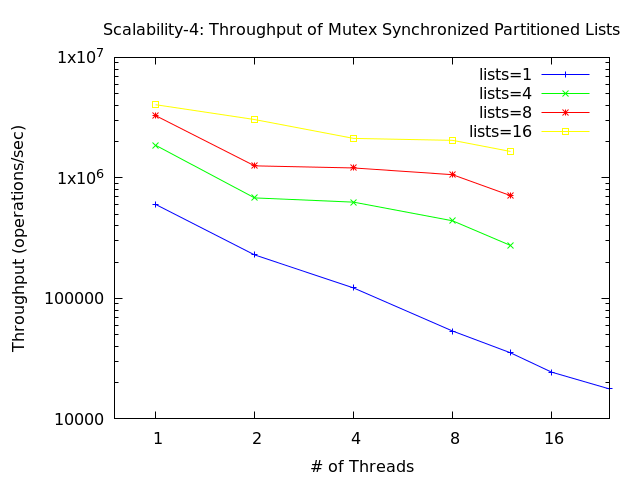 Scalability-4: Throughput of Mutex Synchronized Partitioned Lists
1x10^7
lists=1
lists=4
lists=8
lists=16
1x10^6
100000
10000
Throughput (operations/sec)
1 2 4 8 16
# of Threads